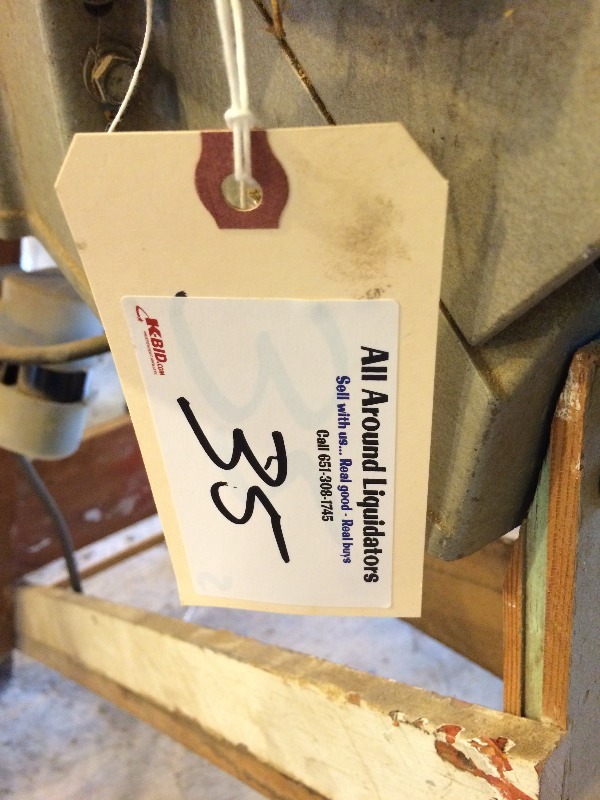 All Around Liquidators
Sell with us... Real good - Real buys
Call 651-308-1745
35
K-BID.COM